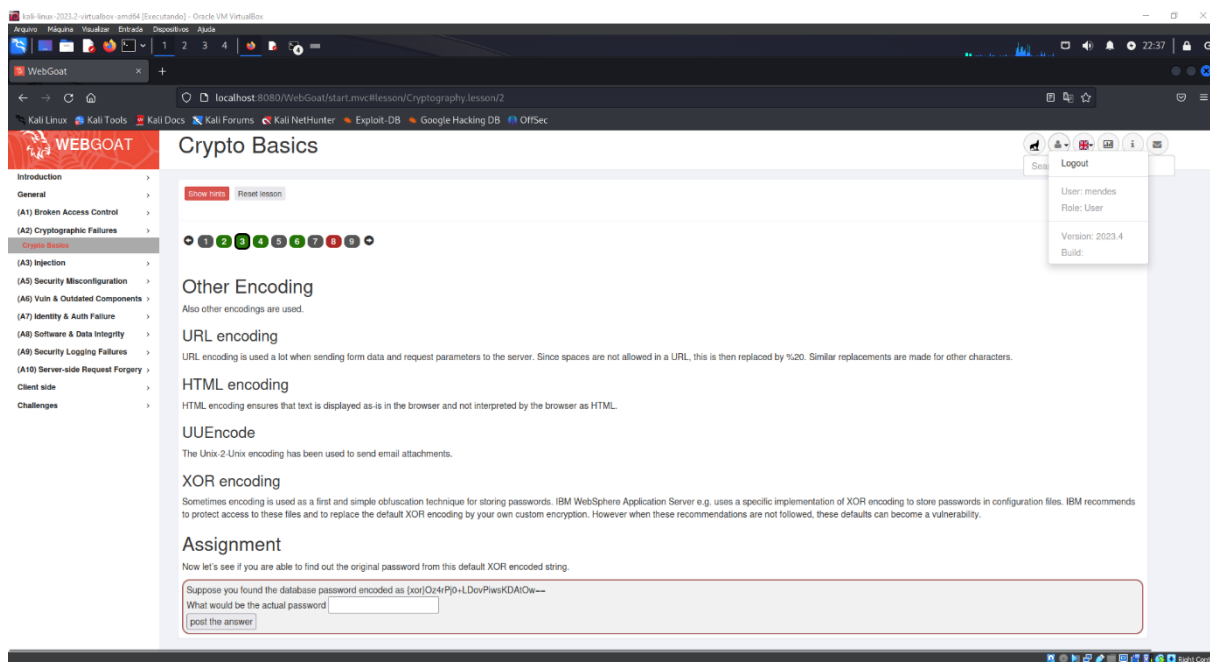 kali-linux-2023.2-virtualbox-amd64 [Executando] - Oracle VM VirtualBox
Arquivo Máquina Visualizar Entrada Dispositivos Ajuda
1 2 3 4 22:37
WebGoat
localhost:8080/WebGoat/start.mvc#lesson/Cryptography.lesson/2
Kali Linux Kali Tools Kali Docs Kali Forums Kali NetHunter Exploit-DB Google Hacking DB OffSec
WEBGOAT
Crypto Basics
Sea
Logout
User: mendes
Role: User
Version: 2023.4
Build:
Introduction
General
(A1) Broken Access Control
(A2) Cryptographic Failures
Crypto Basics
(A3) Injection
(A5) Security Misconfiguration
(A6) Vuln & Outdated Components
(A7) Identity & Auth Failure
(A8) Software & Data Integrity
(A9) Security Logging Failures
(A10) Server-side Request Forgery
Client side
Challenges
Show hints Reset lesson
1 2 3 4 5 6 7 8 9
Other Encoding
Also other encodings are used.
URL encoding
URL encoding is used a lot when sending form data and request parameters to the server. Since spaces are not allowed in a URL, this is then replaced by %20. Similar replacements are made for other characters.
HTML encoding
HTML encoding ensures that text is displayed as-is in the browser and not interpreted by the browser as HTML.
UUEncode
The Unix-2-Unix encoding has been used to send email attachments.
XOR encoding
Sometimes encoding is used as a first and simple obfuscation technique for storing passwords. IBM WebSphere Application Server e.g. uses a specific implementation of XOR encoding to store passwords in configuration files. IBM recommends
to protect access to these files and to replace the default XOR encoding by your own custom encryption. However when these recommendations are not followed, these defaults can become a vulnerability.
Assignment
Now let's see if you are able to find out the original password from this default XOR encoded string.
Suppose you found the database password encoded as {xor}Oz4rPj0+LDovPiwsKDAtOw==
What would be the actual password
post the answer
Right Cont